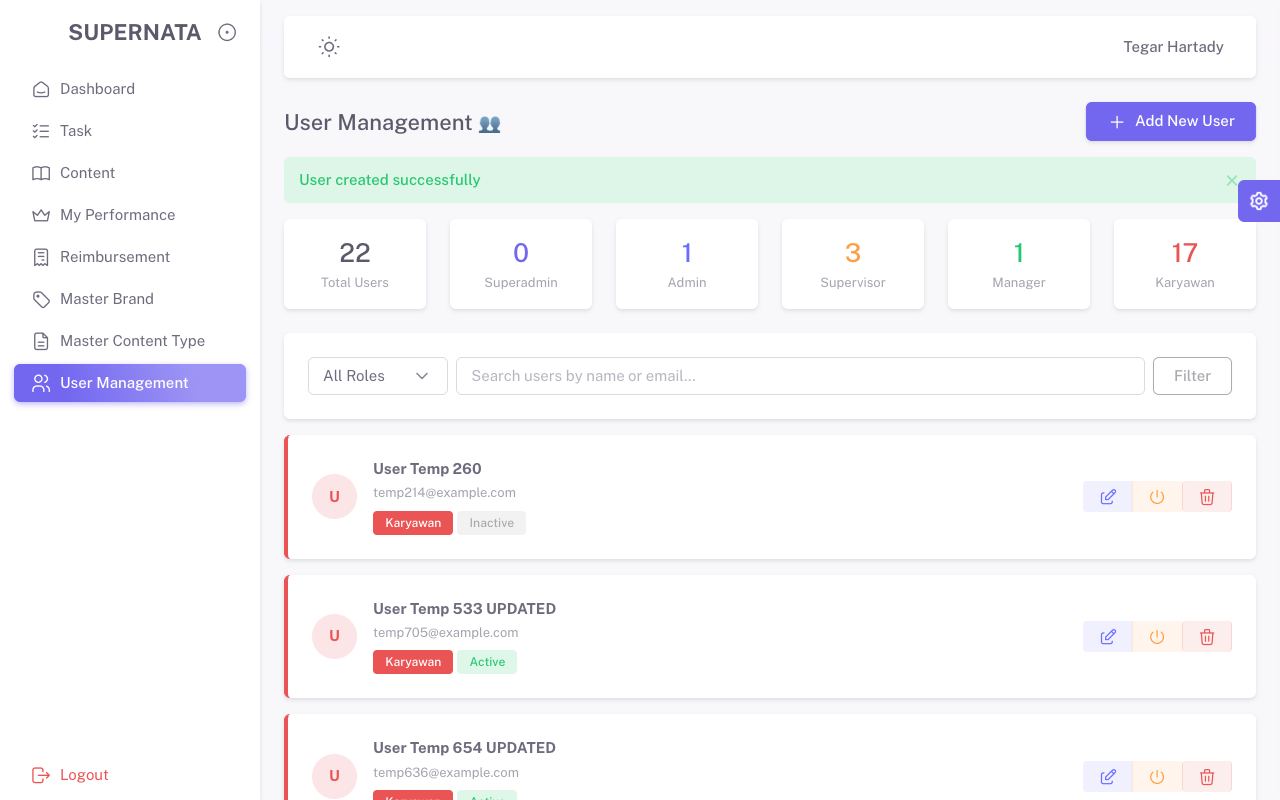 SUPERNATA
Dashboard
Task
Content
My Performance
Reimbursement
Master Brand
Master Content Type
User Management
Logout
Tegar Hartady
User Management 👥
Add New User
User created successfully
22
Total Users
0
Superadmin
1
Admin
3
Supervisor
1
Manager
17
Karyawan
All Roles
Search users by name or email...
Filter
U
User Temp 260
temp214@example.com
Karyawan
Inactive
U
User Temp 533 UPDATED
temp705@example.com
Karyawan
Active
U
User Temp 654 UPDATED
temp636@example.com
Karyawan
Active